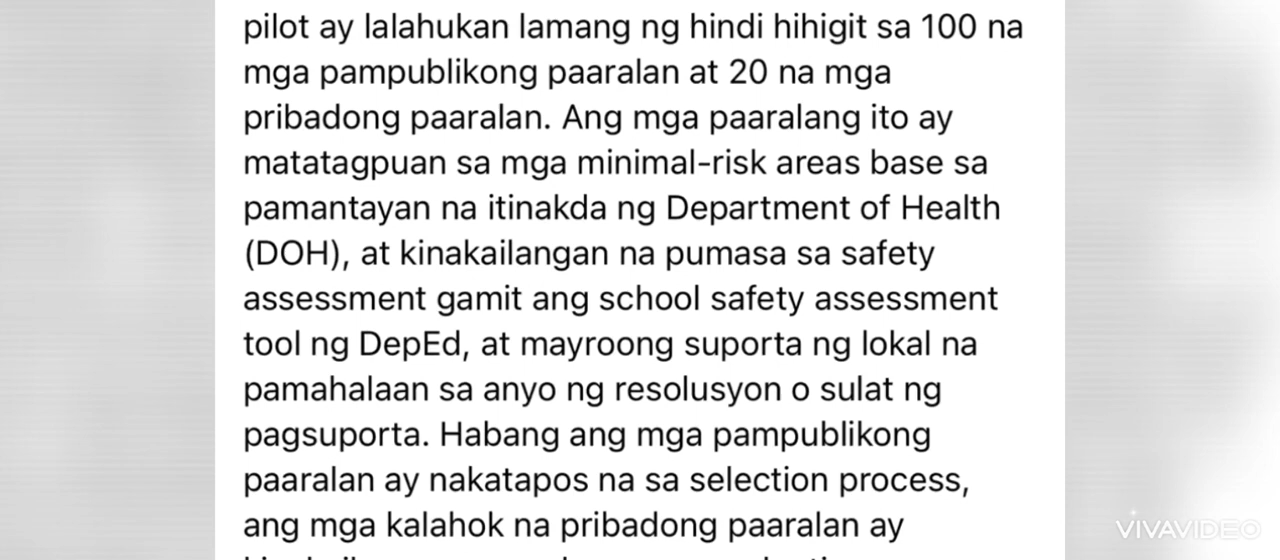 pilot ay lalahukan lamang ng hindi hihigit sa 100 na
mga pampublikong paaralan at 20 na mga
pribadong paaralan. Ang mga paaralang ito ay
matatagpuan sa mga minimal-risk areas base sa
pamantayan na itinakda ng Department of Health
(DOH), at kinakailangan na pumasa sa safety
assessment gamit ang school safety assessment
tool ng DepEd, at mayroong suporta ng lokal na
pamahalaan sa anyo ng resolusyon o sulat ng
pagsuporta. Habang ang mga pampublikong
paaralan ay nakatapos na sa selection process,
ang mga kalahok na pribadong paaralan ay
VIVAVIDEO